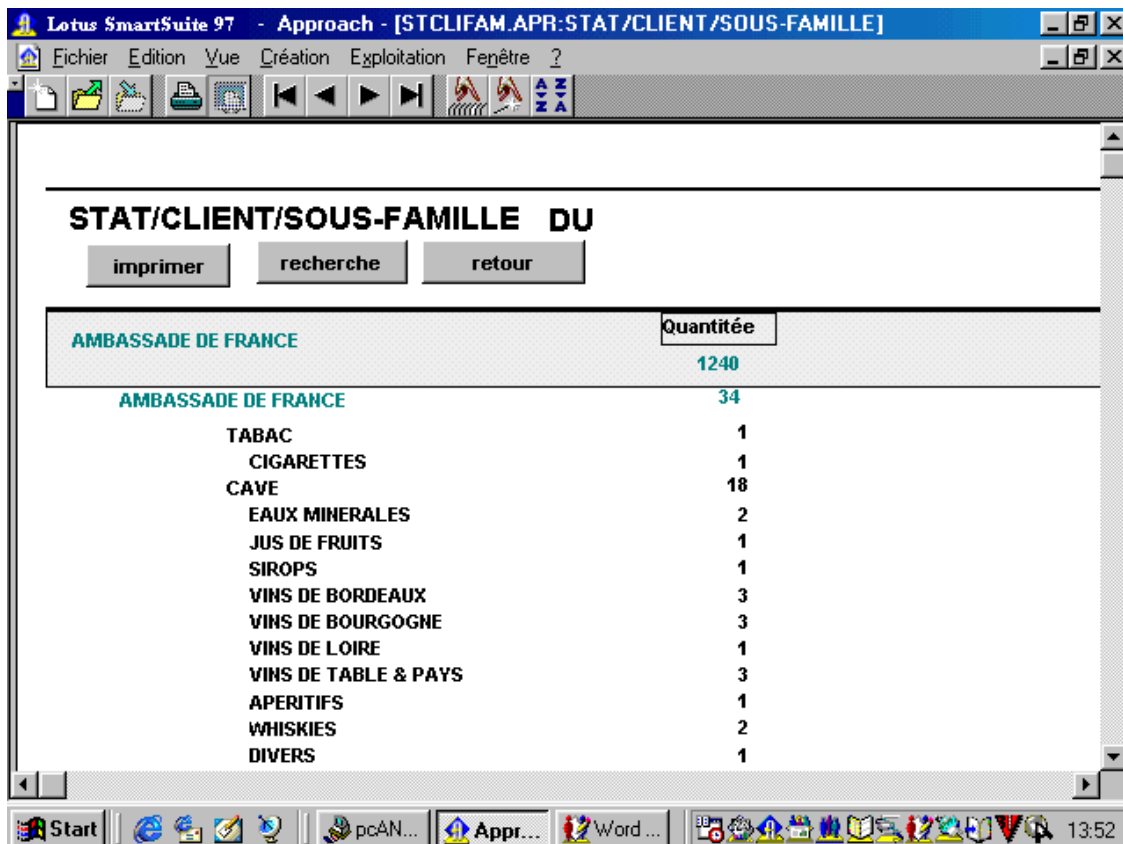 Lotus SmartSuite 97 - Approach - [STCLIFAM.APR:STAT/CLIENT/SOUS-FAMILLE]
Fichier Edition Vue Création Exploitation Fenêtre ?
STAT/CLIENT/SOUS-FAMILLE DU
imprimer recherche retour
Quantitée
AMBASSADE DE FRANCE
1240
AMBASSADE DE FRANCE 34
TABAC 1
CIGARETTES 1
CAVE 18
EAUX MINERALES 2
JUS DE FRUITS 1
SIROPS 1
VINS DE BORDEAUX 3
VINS DE BOURGOGNE 3
VINS DE LOIRE 1
VINS DE TABLE & PAYS 3
APERITIFS 1
WHISKIES 2
DIVERS 1
Start pcAN... Appr... Word ... 13:52